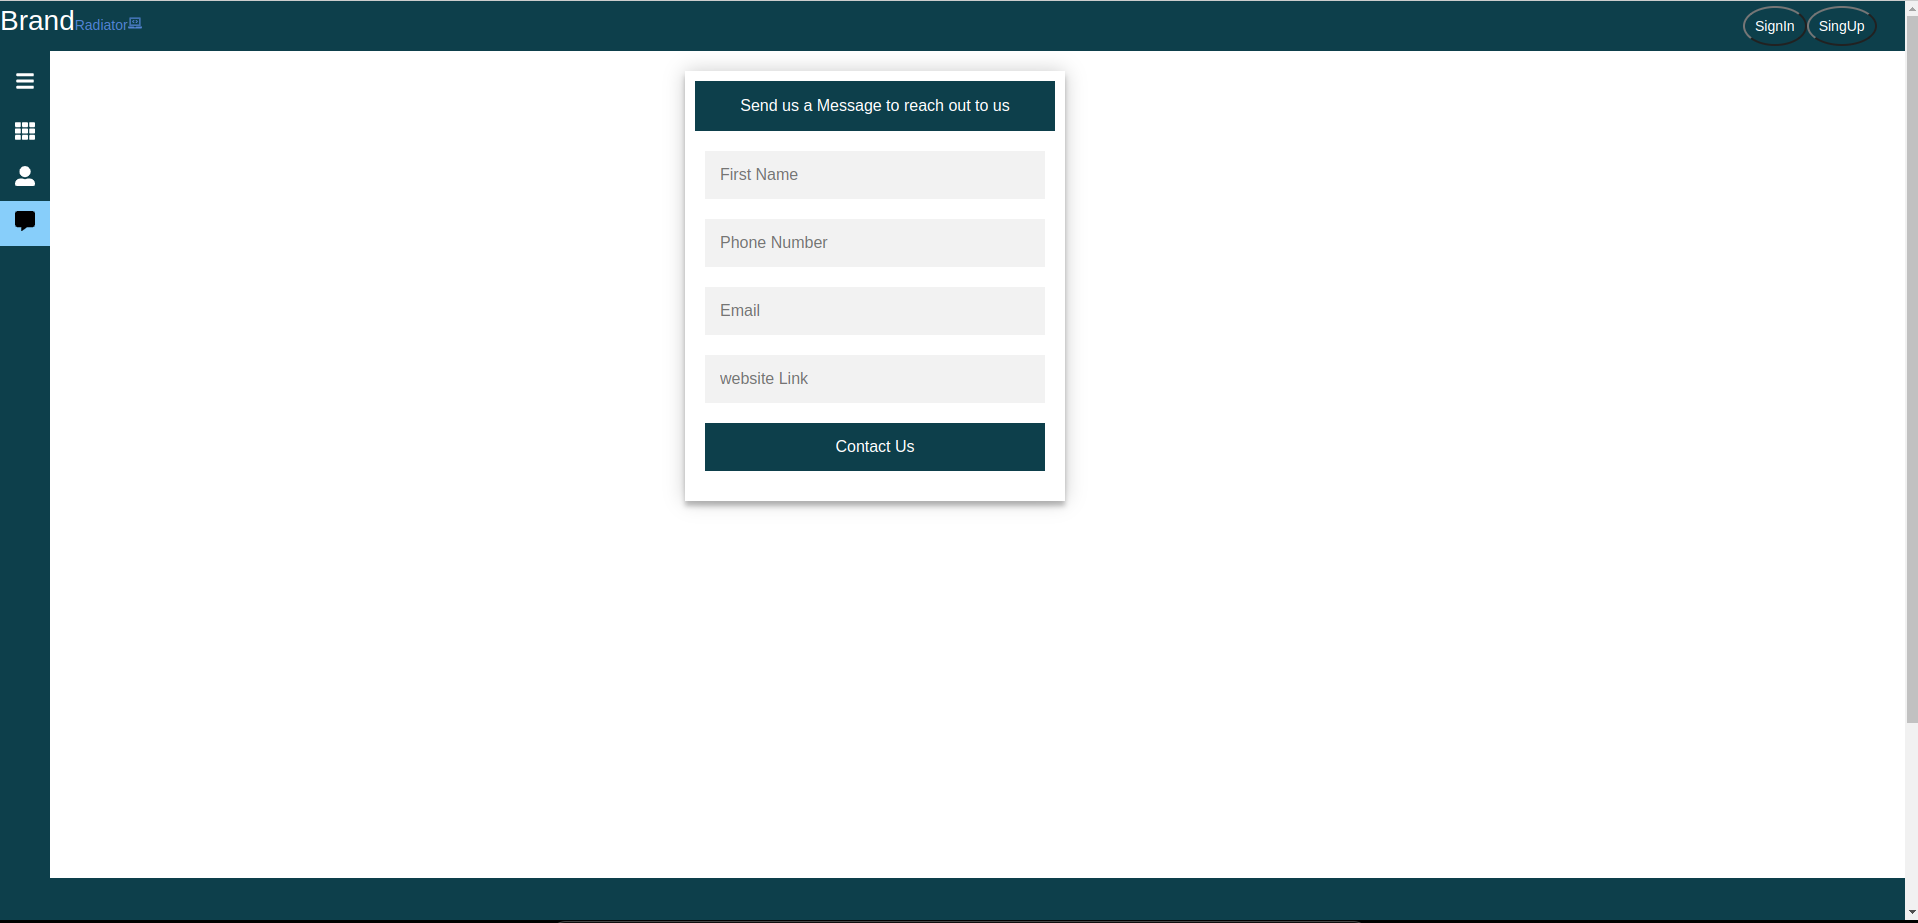 BrandRadiator
SignIn
SingUp
Send us a Message to reach out to us
First Name
Phone Number
Email
website Link
Contact Us